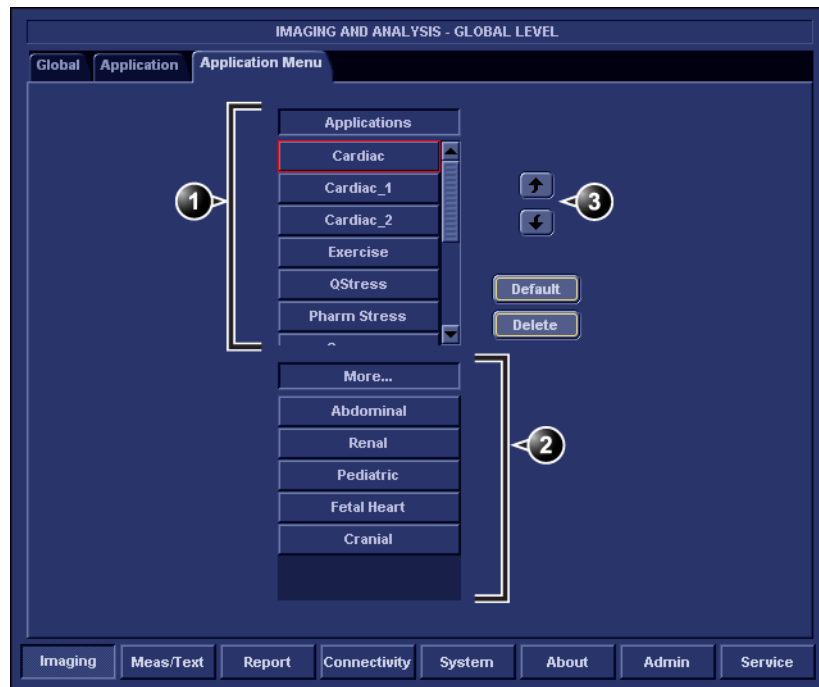 IMAGING AND ANALYSIS - GLOBAL LEVEL
Global Application Application Menu
Applications
Cardiac
Cardiac_1
Cardiac_2
Exercise
QStress
Pharm Stress
1
3
Default
Delete
More...
Abdominal
Renal
Pediatric
Fetal Heart
Cranial
2
Imaging Meas/Text Report Connectivity System About Admin Service